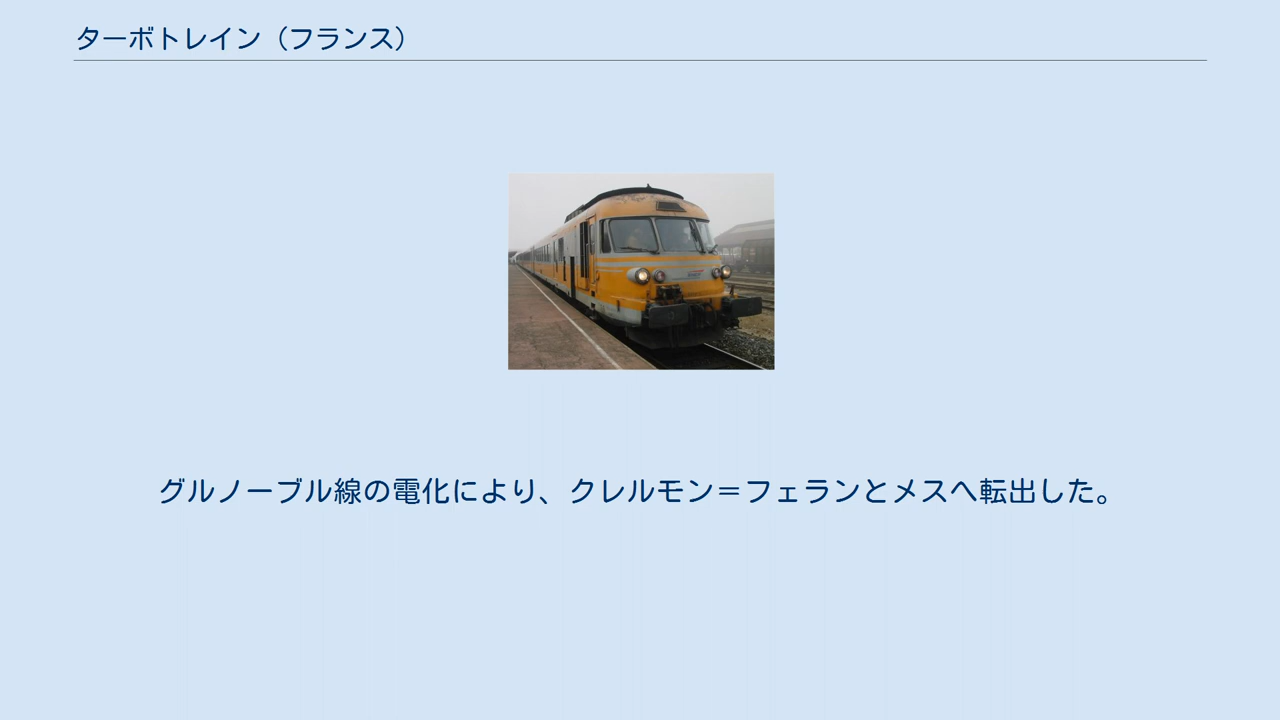 ターボトレイン（フランス）
グルノーブル線の電化により、クレルモン＝フェランとメスへ転出した。